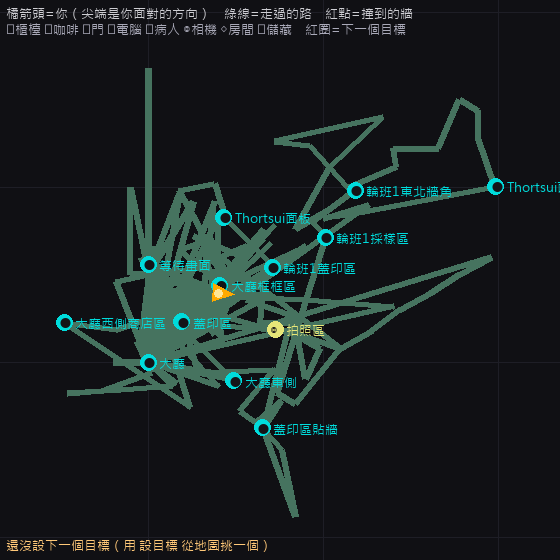 橘箭頭=你（尖端是你面對的方向） 綠線=走過的路 紅點=撞到的牆
櫃檯 咖啡 門 電腦 病人 相機 房間 儲藏 紅圈=下一個目標
Thortsui
輪班1東北牆角
Thortsui面板
輪班1採樣區
等待畫面
輪班1蓋印區
大廳框框區
大廳西側商店區
蓋印區
拍照區
大廳
大廳東側
蓋印區貼牆
還沒設下一個目標（用 設目標 從地圖挑一個）